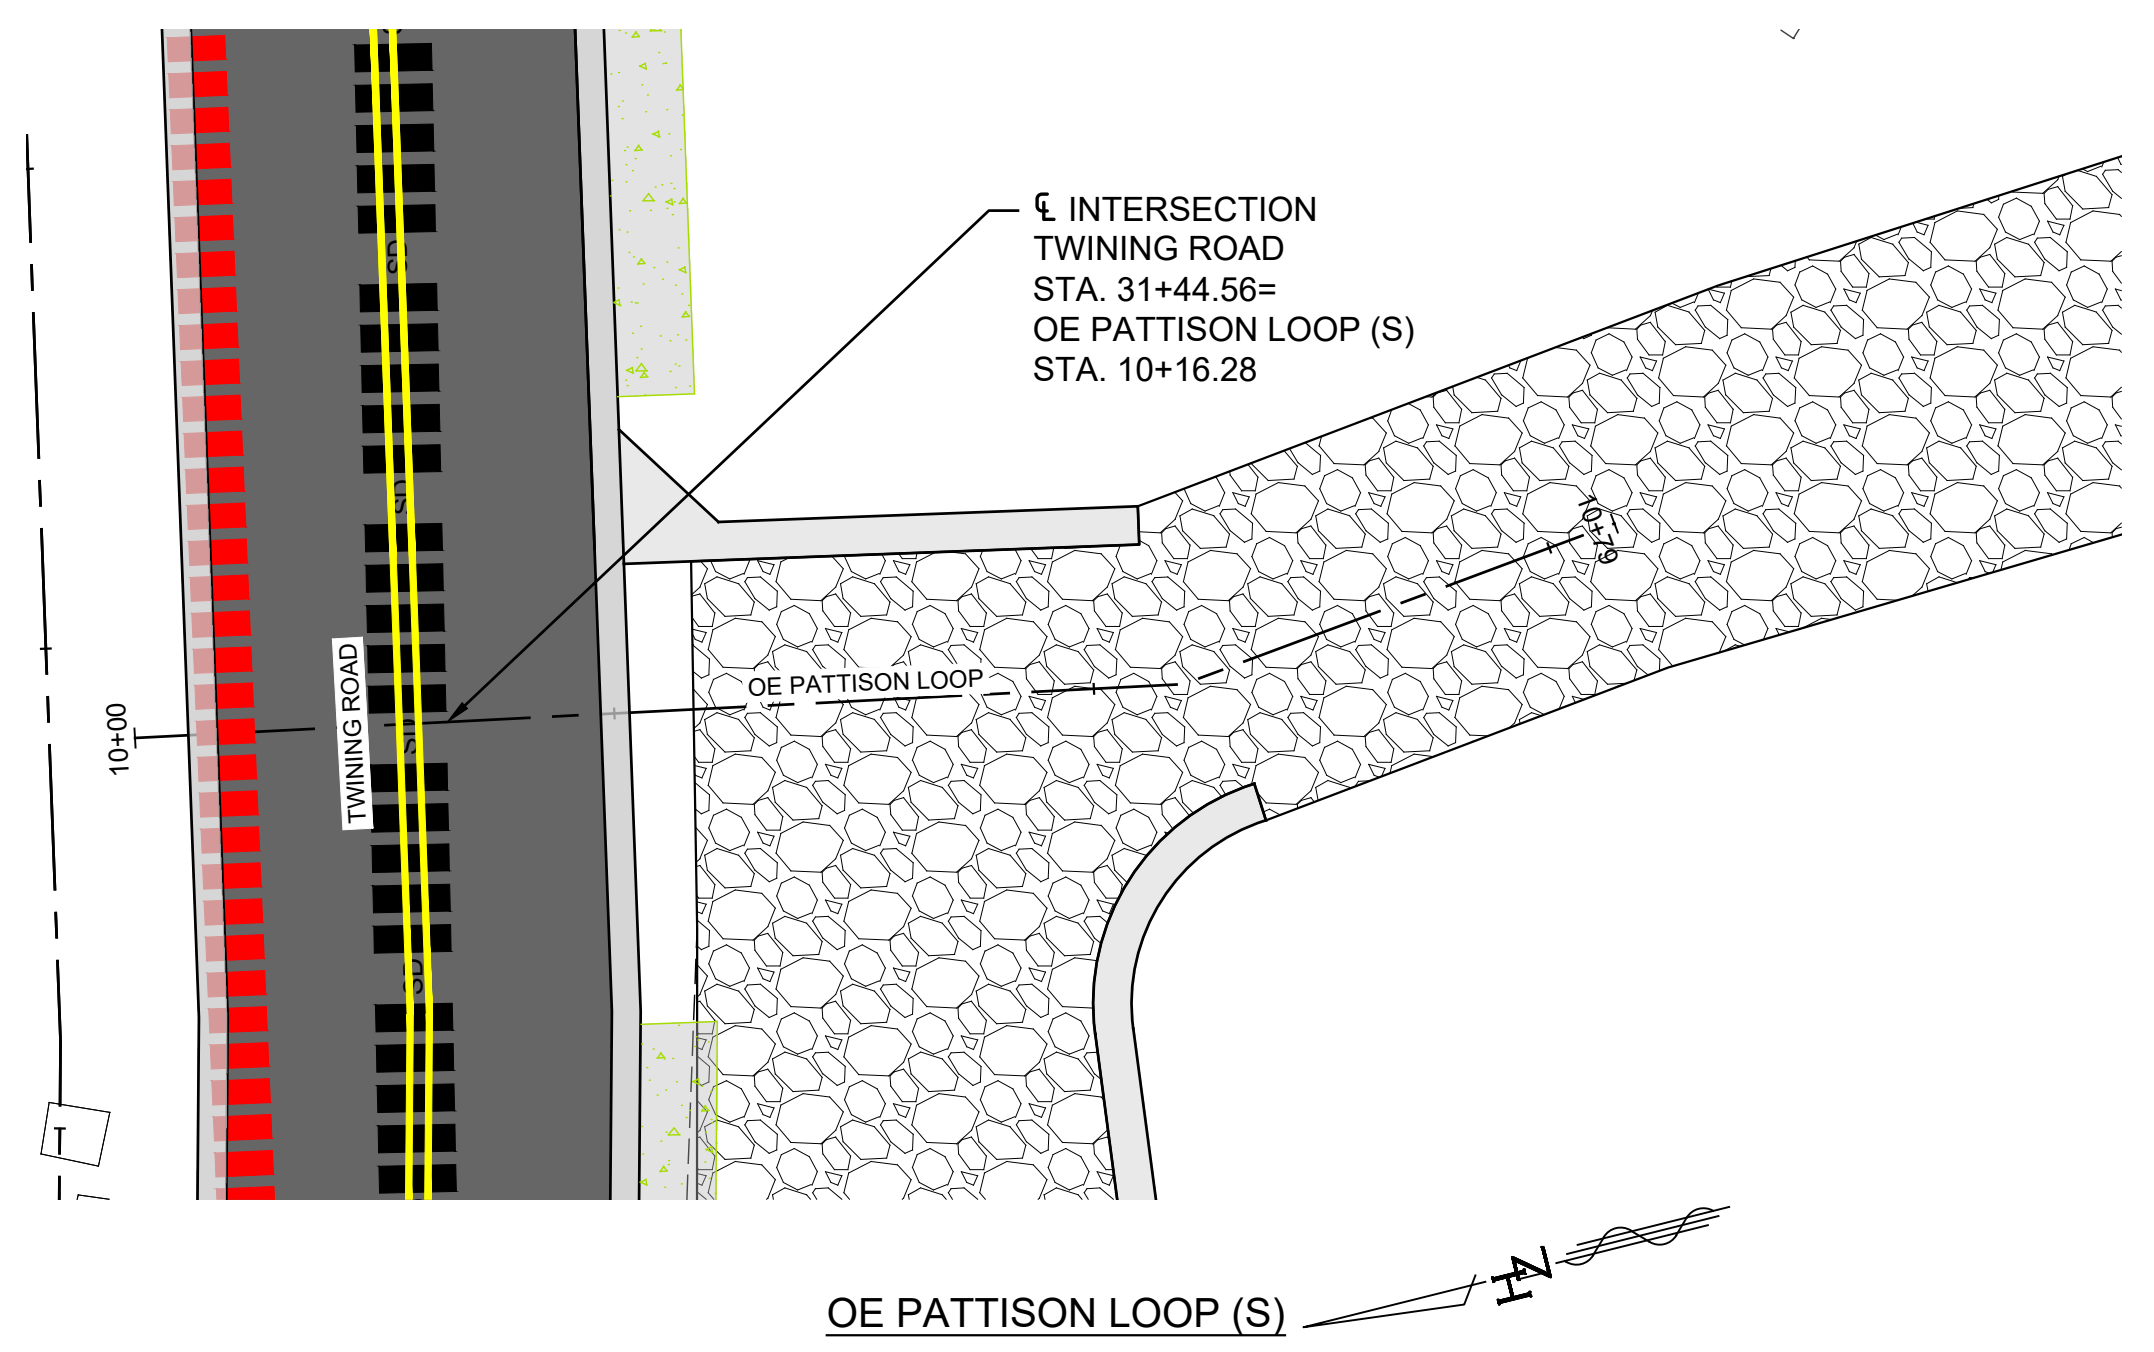 ℄ INTERSECTION
TWINING ROAD
STA. 31+44.56=
OE PATTISON LOOP (S)
STA. 10+16.28
SD
SD
SD
SD
10+79
OE PATTISON LOOP
TWINING ROAD
10+00
OE PATTISON LOOP (S)
N